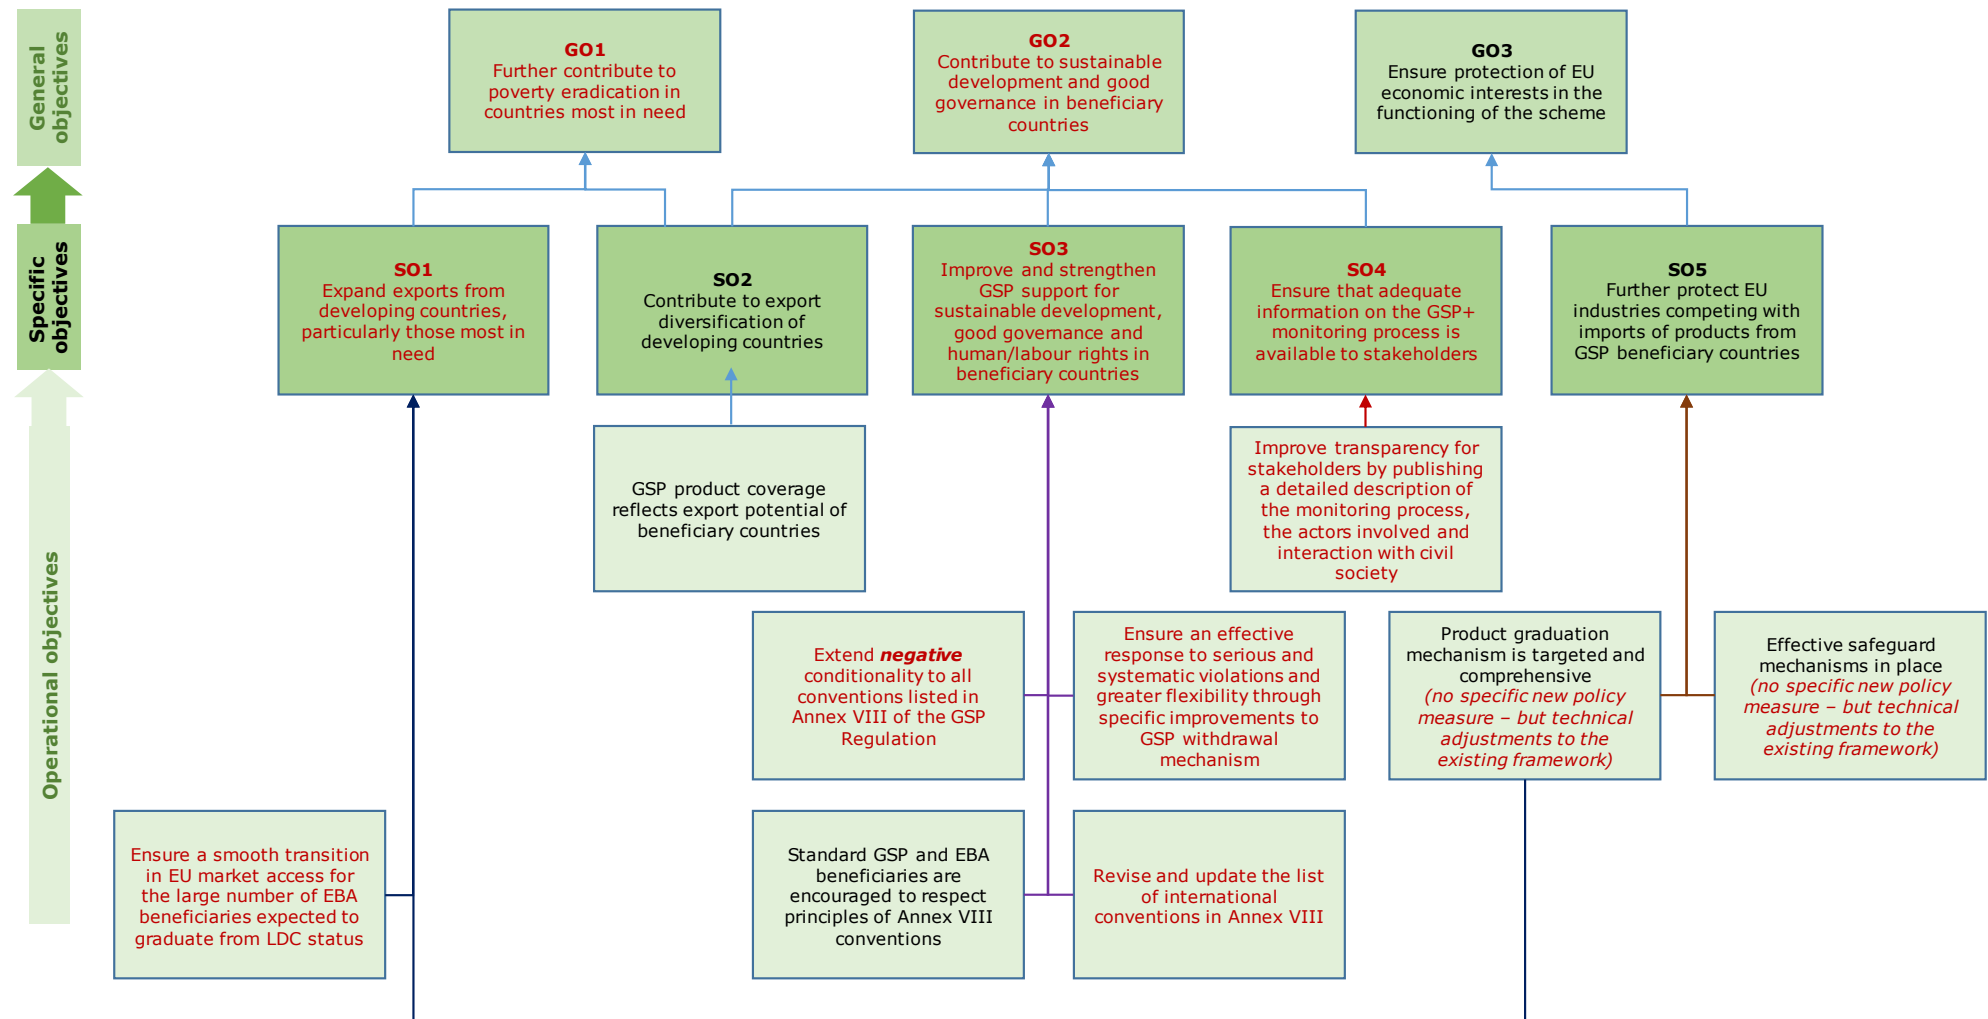 General
objectives
GO1
Further contribute to
poverty eradication in
countries most in need
GO2
Contribute to sustainable
development and good
governance in beneficiary
countries
GO3
Ensure protection of EU
economic interests in the
functioning of the scheme
Specific
objectives
SO1
Expand exports from
developing countries,
particularly those most in
need
SO2
Contribute to export
diversification of
developing countries
SO3
Improve and strengthen
GSP support for
sustainable development,
good governance and
human/labour rights in
beneficiary countries
SO4
Ensure that adequate
information on the GSP+
monitoring process is
available to stakeholders
SO5
Further protect EU
industries competing with
imports of products from
GSP beneficiary countries
Operational objectives
GSP product coverage
reflects export potential of
beneficiary countries
Improve transparency for
stakeholders by publishing
a detailed description of
the monitoring process,
the actors involved and
interaction with civil
society
Extend negative
conditionality to all
conventions listed in
Annex VIII of the GSP
Regulation
Ensure an effective
response to serious and
systematic violations and
greater flexibility through
specific improvements to
GSP withdrawal
mechanism
Product graduation
mechanism is targeted and
comprehensive
(no specific new policy
measure – but technical
adjustments to the
existing framework)
Effective safeguard
mechanisms in place
(no specific new policy
measure – but technical
adjustments to the
existing framework)
Ensure a smooth transition
in EU market access for
the large number of EBA
beneficiaries expected to
graduate from LDC status
Standard GSP and EBA
beneficiaries are
encouraged to respect
principles of Annex VIII
conventions
Revise and update the list
of international
conventions in Annex VIII